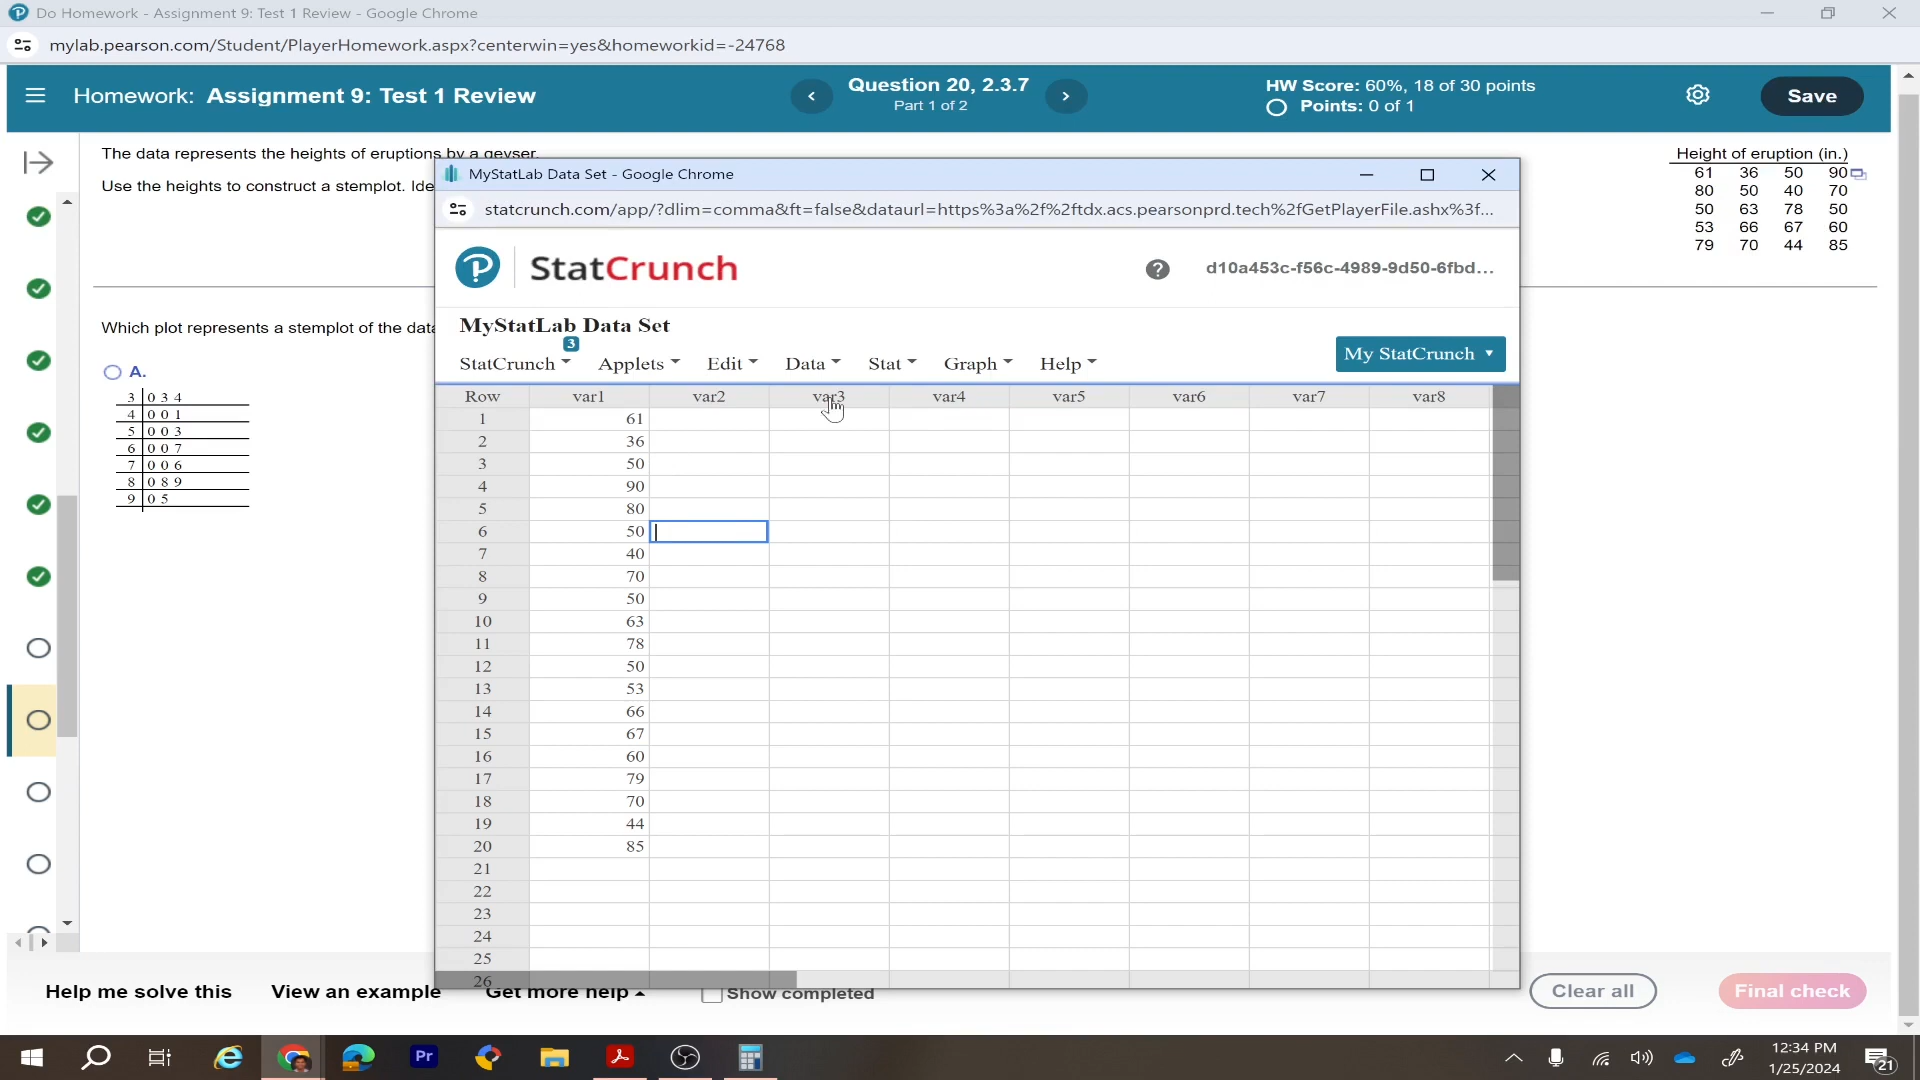 Do Homework - Assignment 9: Test 1 Review - Google Chrome
mylab.pearson.com/Student/PlayerHomework.aspx?centerwin=yes&homeworkid=-24768
Homework: Assignment 9: Test 1 Review
Question 20, 2.3.7
Part 1 of 2
HW Score: 60%, 18 of 30 points
Points: 0 of 1
Save
The data represents the heights of eruptions by a geyser.
Use the heights to construct a stemplot. Ide
Height of eruption (in.)
61 36 50 90
80 50 40 70
50 63 78 50
53 66 67 60
79 70 44 85
Which plot represents a stemplot of the data
A.
3 0 3 4
4 0 0 1
5 0 0 3
6 0 0 7
7 0 0 6
8 0 8 9
9 0 5
MyStatLab Data Set - Google Chrome
statcrunch.com/app/?dlim=comma&ft=false&dataurl=https%3a%2f%2ftdx.acs.pearsonprd.tech%2fGetPlayerFile.ashx%3f...
StatCrunch
d10a453c-f56c-4989-9d50-6fbd...
MyStatLab Data Set
3
StatCrunch Applets Edit Data Stat Graph Help
My StatCrunch
Row var1 var2 var3 var4 var5 var6 var7 var8
1 61
2 36
3 50
4 90
5 80
6 50
7 40
8 70
9 50
10 63
11 78
12 50
13 53
14 66
15 67
16 60
17 79
18 70
19 44
20 85
21
22
23
24
25
26
Help me solve this
View an example
Get more help
Show completed
Clear all
Final check
Pr
12:34 PM
1/25/2024
21